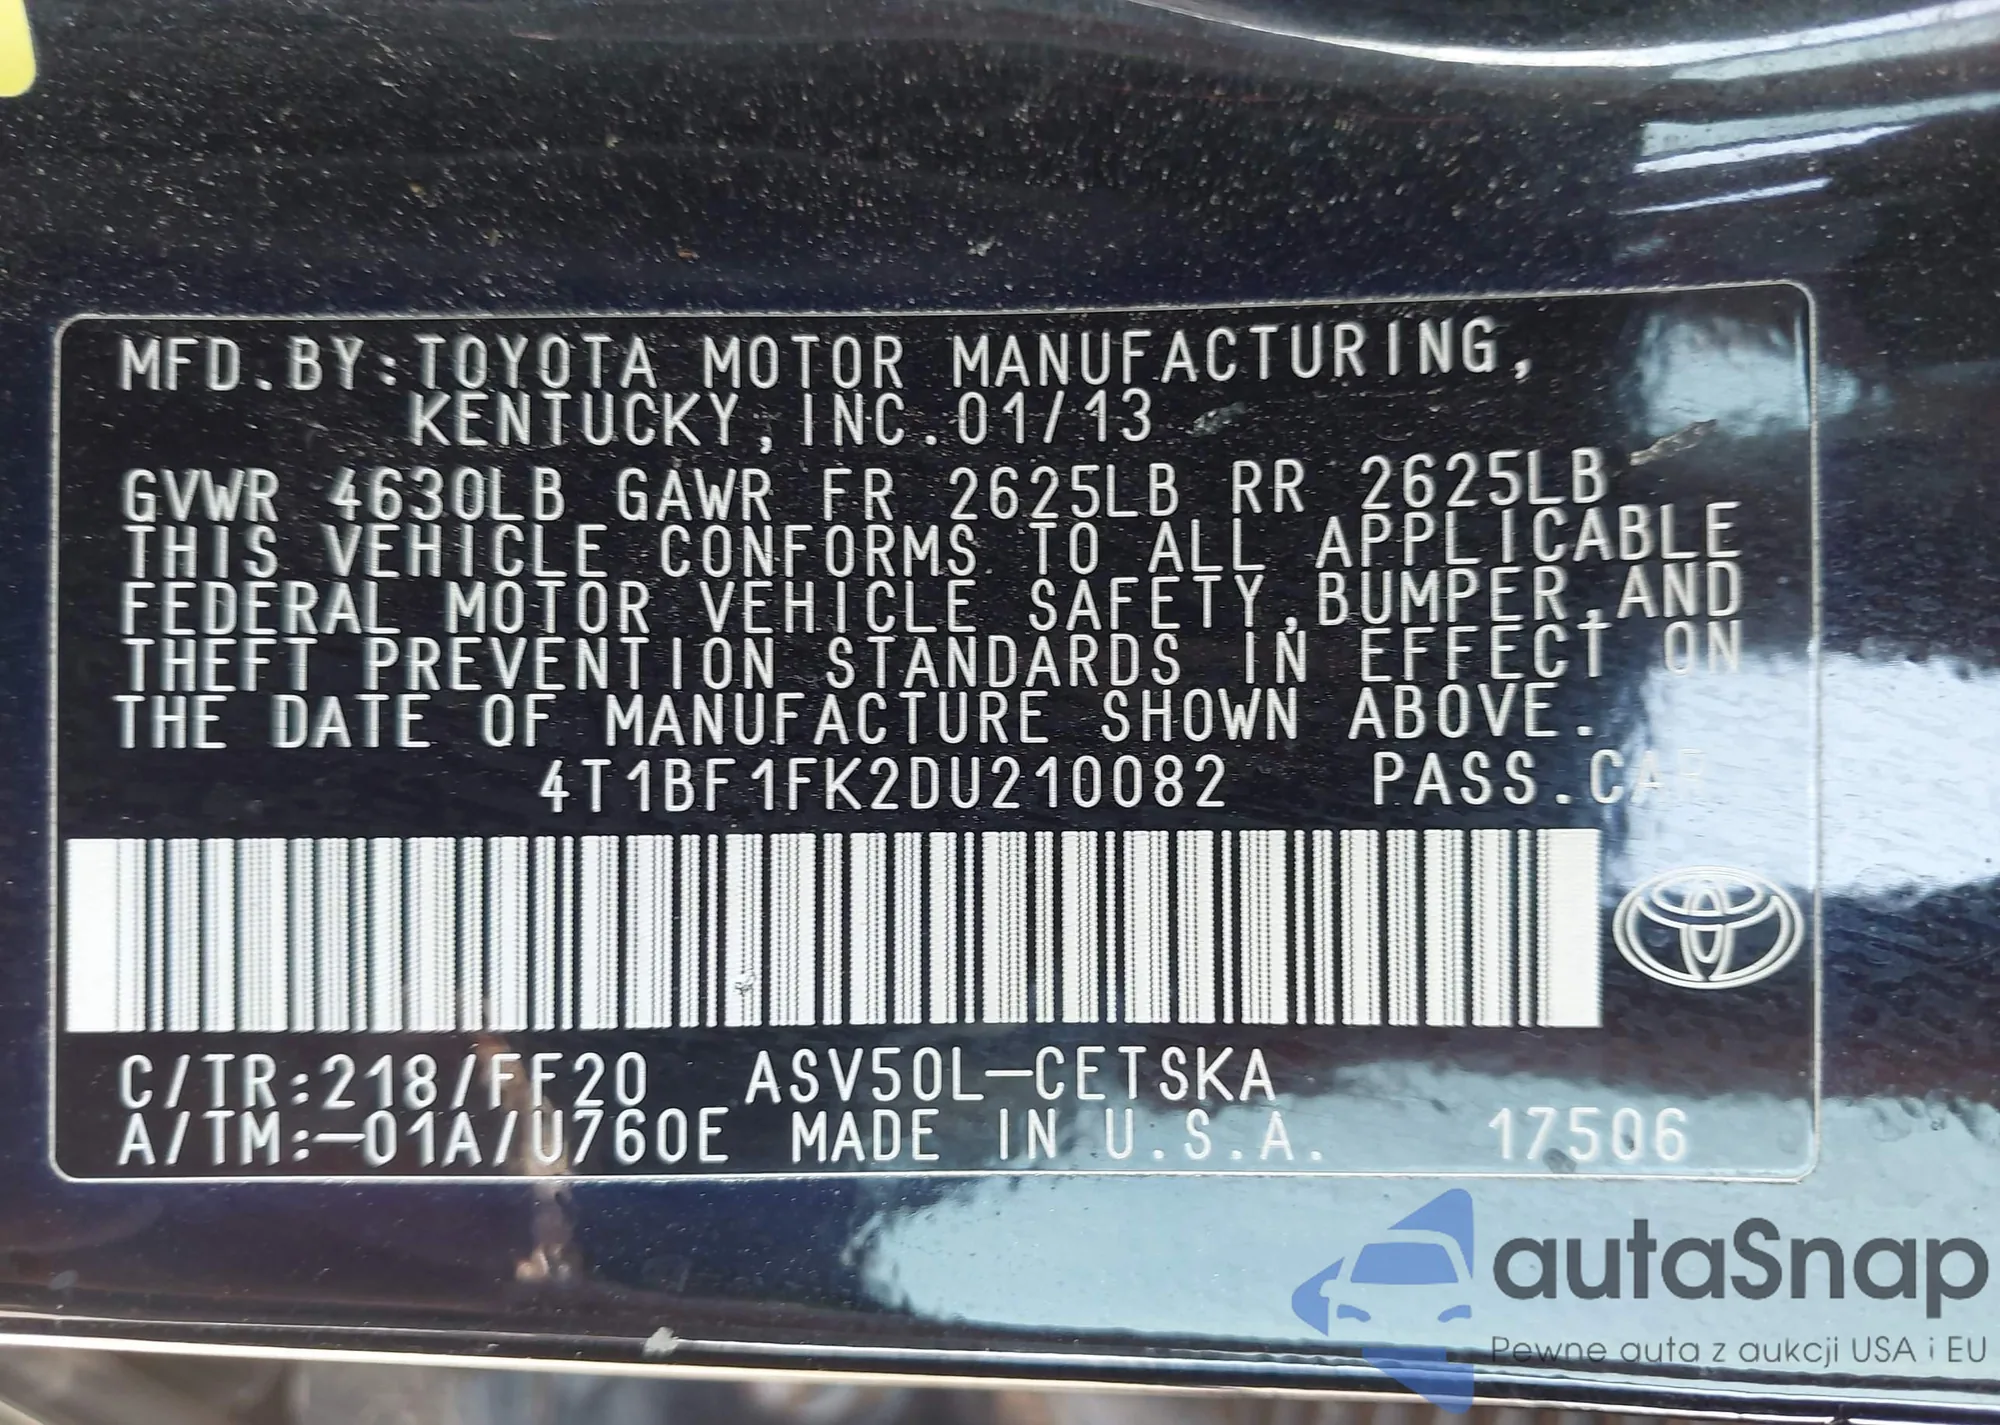 MFD.BY:TOYOTA MOTOR MANUFACTURING,
KENTUCKY, INC.01/13
GVWR 4630LB GAWR FR 2625LB RR 2625LB
THIS VEHICLE CONFORMS TO ALL APPLICABLE
FEDERAL MOTOR VEHICLE SAFETY,BUMPER,AND
THEFT PREVENTION STANDARDS IN EFFECT ON
THE DATE OF MANUFACTURE SHOWN ABOVE.
4T1BF1FK2DU210082 PASS.CAR
C/TR:218/FF20 ASV50L-CETSKA
A/TM:-01A/U760E MADE IN U.S.A. 17506
autaSnap
Pewne auta z aukcji USA i EU